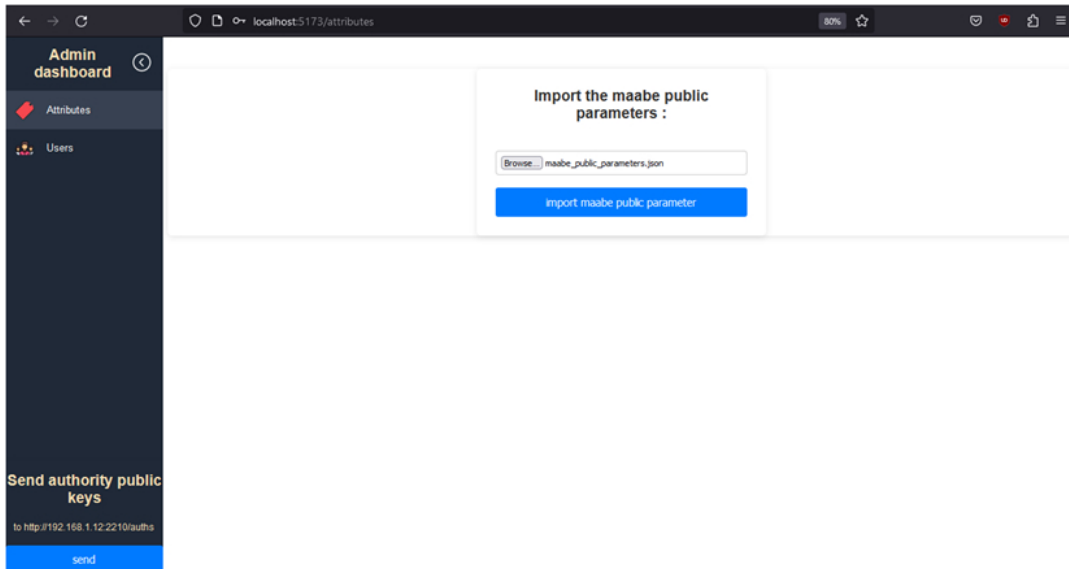 localhost:5173/attributes
80%
Admin
dashboard
Attributes
Users
Import the maabe public
parameters :
Browse... maabe_public_parameters.json
import maabe public parameter
Send authority public
keys
to http://192.168.1.12:2210/auths
send